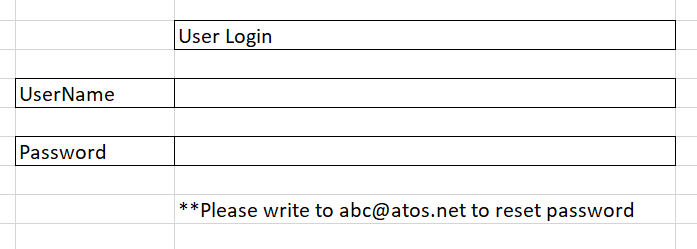 User Login
UserName
Password
**Please write to abc@atos.net to reset password